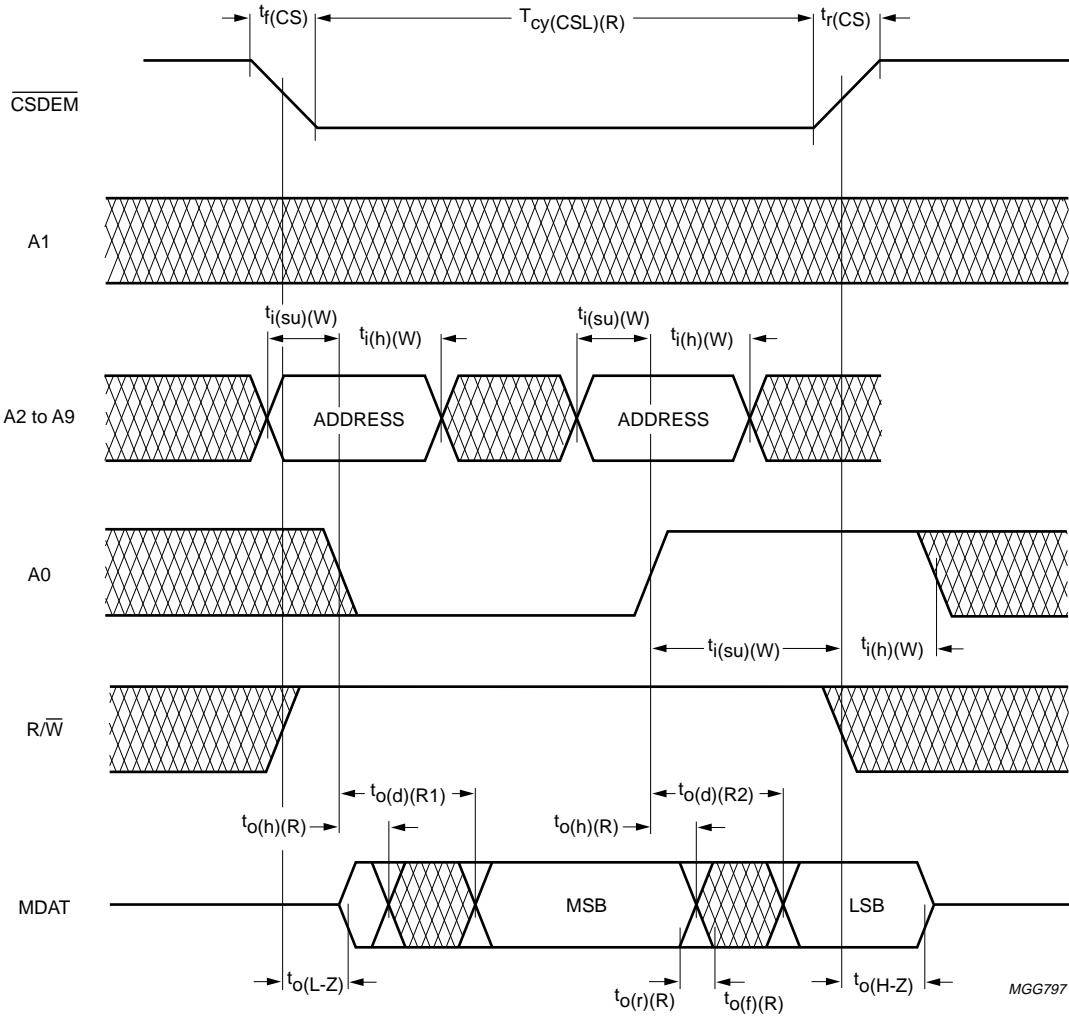 tf(CS) Tcy(CSL)(R) tr(CS)
CSDEM
A1
ti(su)(W) ti(h)(W) ti(su)(W) ti(h)(W)
A2 to A9 ADDRESS ADDRESS
A0
ti(su)(W) ti(h)(W)
R/W
to(d)(R1) to(d)(R2)
to(h)(R) to(h)(R)
MDAT MSB LSB
to(L-Z) to(r)(R) to(f)(R) to(H-Z) MGG797